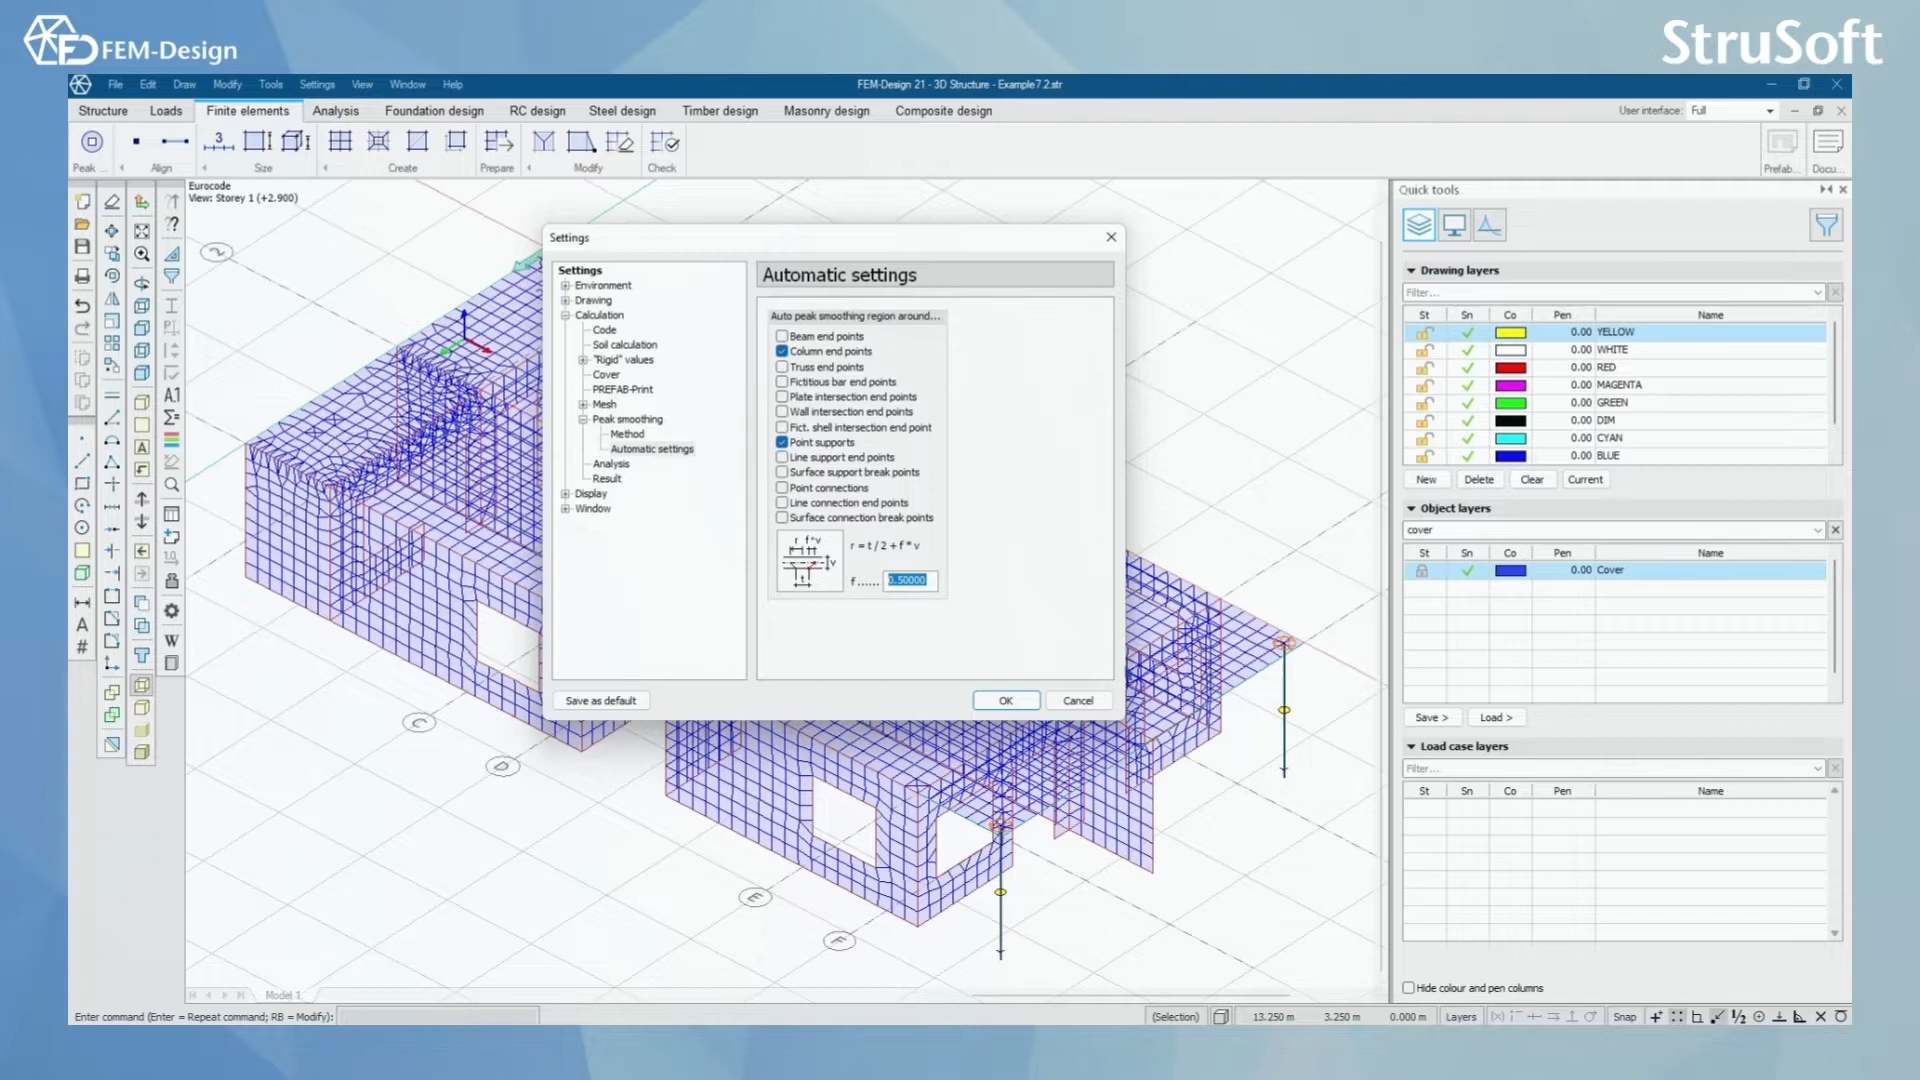 FEM-Design
StruSoft
File Edit Draw Modify Tools Settings View Window Help
FEM-Design 21 - 3D Structure - Example7.2.str
Structure Loads Finite elements Analysis Foundation design RC design Steel design Timber design Masonry design Composite design
User interface: Full
Peak ... Align Size Create Prepare Modify Check
Prefab... Docu...
Eurocode
View: Storey 1 (+2.900)
Settings
Settings
Environment
Drawing
Calculation
Code
Soil calculation
"Rigid" values
Cover
PREFAB-Print
Mesh
Peak smoothing
Method
Automatic settings
Analysis
Result
Display
Window
Automatic settings
Auto peak smoothing region around...
Beam end points
Column end points
Truss end points
Fictitious bar end points
Plate intersection end points
Wall intersection end points
Fict. shell intersection end point
Point supports
Line support end points
Surface support break points
Point connections
Line connection end points
Surface connection break points
r f*v
v
t
r = t / 2 + f * v
f ...... 0.50000
Save as default
OK
Cancel
C
D
E
F
Quick tools
Drawing layers
Filter...
St Sn Co Pen Name
0.00 YELLOW
0.00 WHITE
0.00 RED
0.00 MAGENTA
0.00 GREEN
0.00 DIM
0.00 CYAN
0.00 BLUE
New Delete Clear Current
Object layers
cover
St Sn Co Pen Name
0.00 Cover
Save > Load >
Load case layers
Filter...
St Sn Co Pen Name
Hide colour and pen columns
Model 1
Enter command (Enter = Repeat command; RB = Modify):
(Selection) 13.250 m 3.250 m 0.000 m Layers Snap